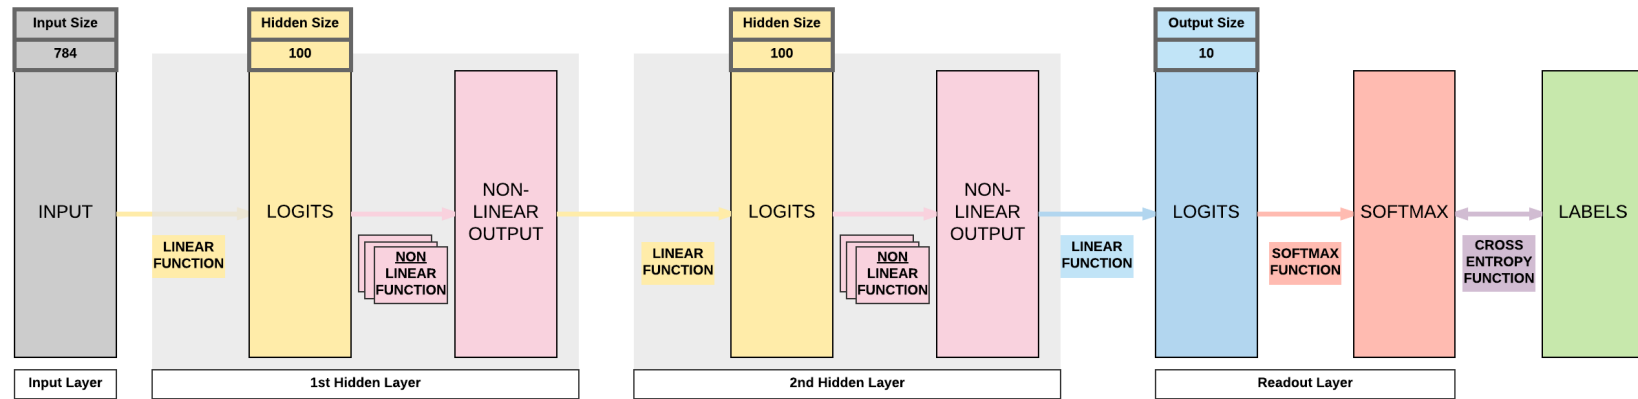 Input Size
784
Hidden Size
100
Hidden Size
100
Output Size
10
INPUT
LINEAR
FUNCTION
LOGITS
NON
LINEAR
FUNCTION
NON-
LINEAR
OUTPUT
LINEAR
FUNCTION
LOGITS
NON
LINEAR
FUNCTION
NON-
LINEAR
OUTPUT
LINEAR
FUNCTION
LOGITS
SOFTMAX
FUNCTION
SOFTMAX
CROSS
ENTROPY
FUNCTION
LABELS
Input Layer
1st Hidden Layer
2nd Hidden Layer
Readout Layer